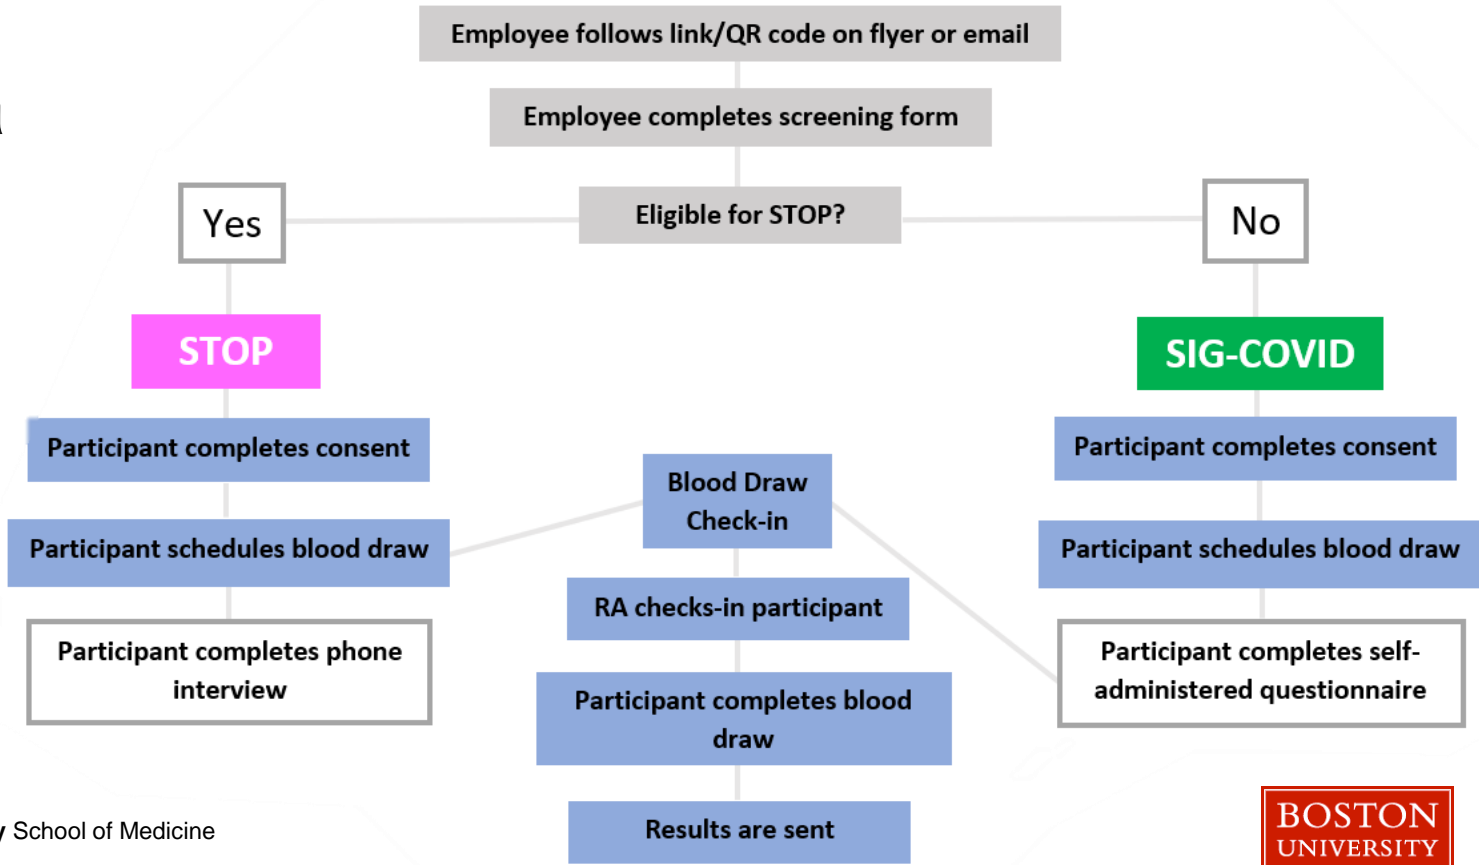 Employee follows link/QR code on flyer or email
Employee completes screening form
Eligible for STOP?
Yes
No
STOP
SIG-COVID
Participant completes consent
Participant completes consent
Blood Draw
Check-in
Participant schedules blood draw
Participant schedules blood draw
RA checks-in participant
Participant completes phone
interview
Participant completes self-
administered questionnaire
Participant completes blood
draw
Results are sent
y School of Medicine
BOSTON
UNIVERSITY